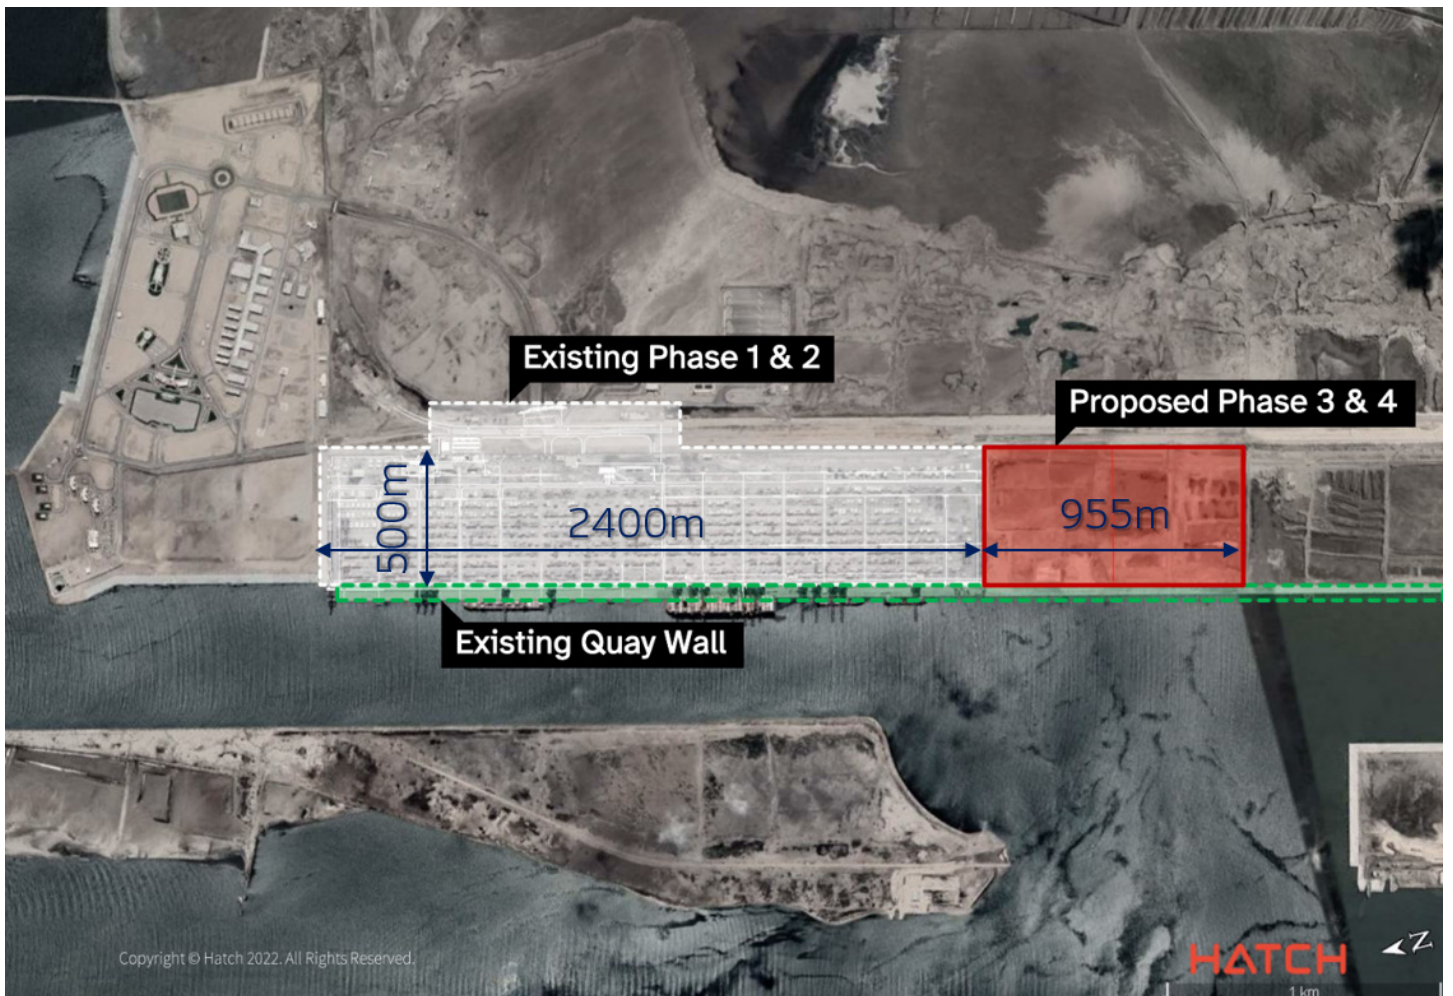 Existing Phase 1 & 2
Proposed Phase 3 & 4
500m
2400m
955m
Existing Quay Wall
Copyright © Hatch 2022. All Rights Reserved.
HATCH
N
1 km